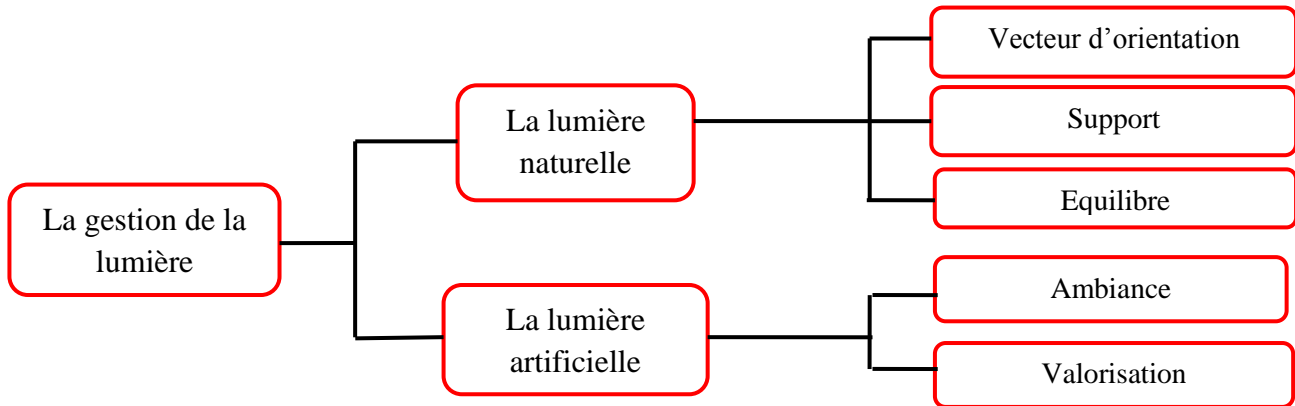 La gestion de la
lumière
La lumière
naturelle
Vecteur d’orientation
Support
Equilibre
La lumière
artificielle
Ambiance
Valorisation